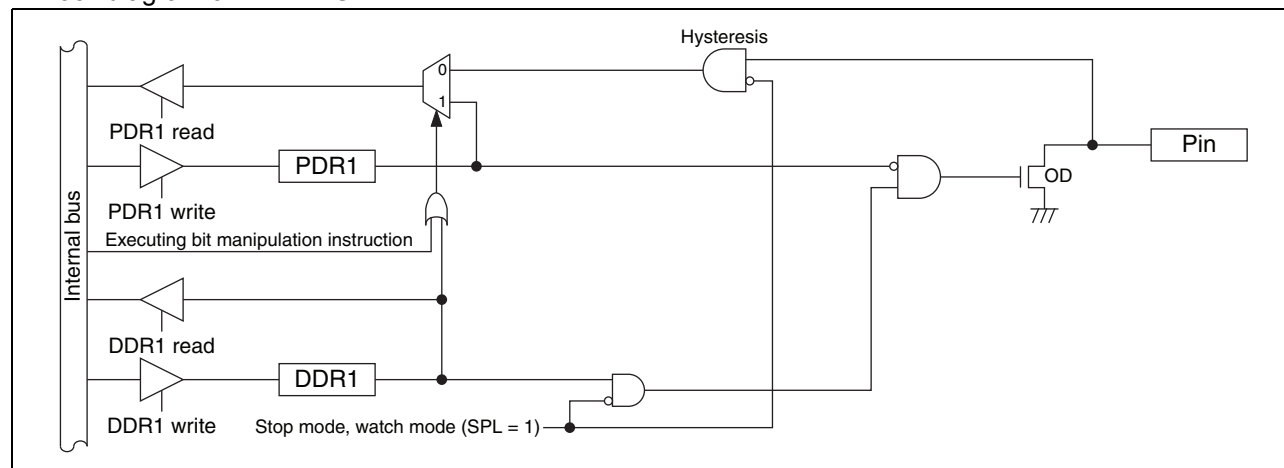 Hysteresis
0
1
PDR1 read
PDR1
Pin
OD
PDR1 write
Executing bit manipulation instruction
Internal bus
DDR1 read
DDR1
DDR1 write
Stop mode, watch mode (SPL = 1)